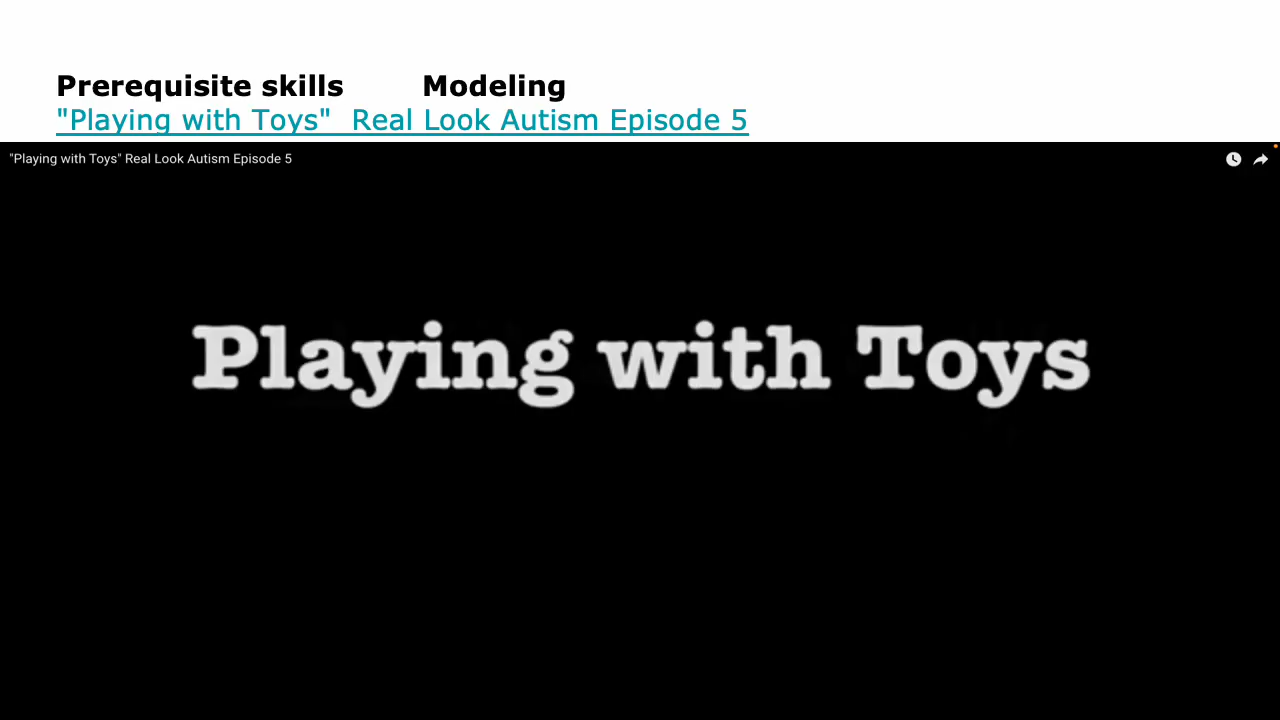 Prerequisite skills Modeling
"Playing with Toys" Real Look Autism Episode 5
"Playing with Toys" Real Look Autism Episode 5
Playing with Toys